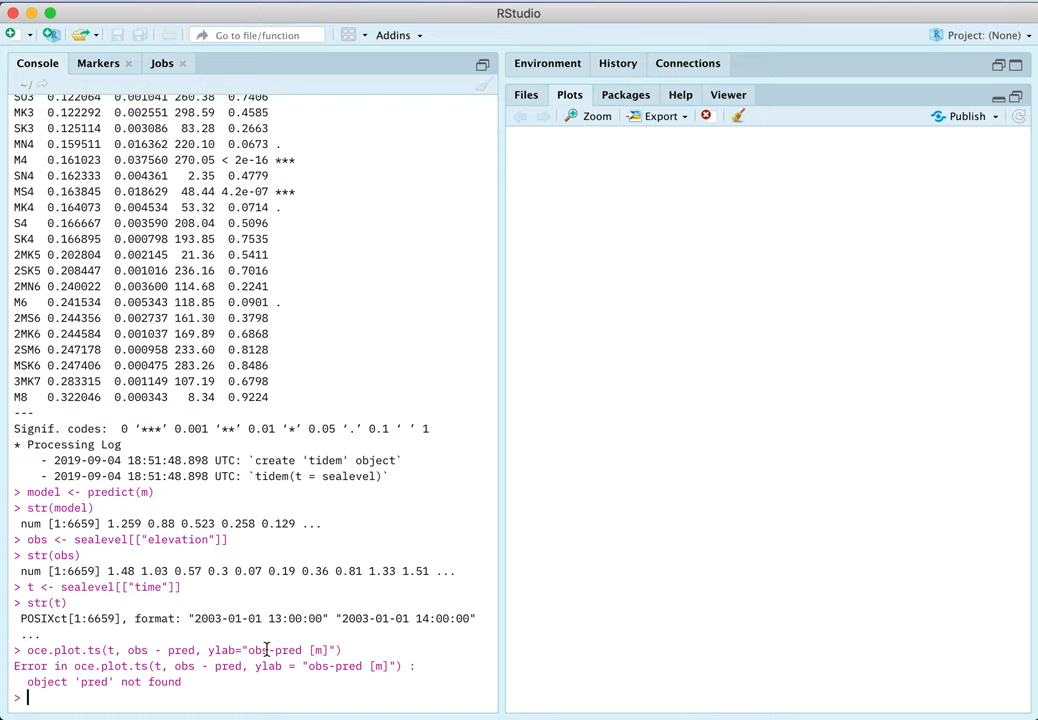 RStudio
Go to file/function
Addins
Project: (None)
Console Markers Jobs
~/
SO3 0.122064 0.001041 260.38 0.7406
MK3 0.122292 0.002551 298.59 0.4585
SK3 0.125114 0.003086 83.28 0.2663
MN4 0.159511 0.016362 220.10 0.0673 .
M4 0.161023 0.037560 270.05 < 2e-16 ***
SN4 0.162333 0.004361 2.35 0.4779
MS4 0.163845 0.018629 48.44 4.2e-07 ***
MK4 0.164073 0.004534 53.32 0.0714 .
S4 0.166667 0.003590 208.04 0.5096
SK4 0.166895 0.000798 193.85 0.7535
2MK5 0.202804 0.002145 21.36 0.5411
2SK5 0.208447 0.001016 236.16 0.7016
2MN6 0.240022 0.003600 114.68 0.2241
M6 0.241534 0.005343 118.85 0.0901 .
2MS6 0.244356 0.002737 161.30 0.3798
2MK6 0.244584 0.001037 169.89 0.6868
2SM6 0.247178 0.000958 233.60 0.8128
MSK6 0.247406 0.000475 283.26 0.8486
3MK7 0.283315 0.001149 107.19 0.6798
M8 0.322046 0.000343 8.34 0.9224
---
Signif. codes: 0 ‘***’ 0.001 ‘**’ 0.01 ‘*’ 0.05 ‘.’ 0.1 ‘ ’ 1
* Processing Log
- 2019-09-04 18:51:48.898 UTC: `create 'tidem' object`
- 2019-09-04 18:51:48.898 UTC: `tidem(t = sealevel)`
> model <- predict(m)
> str(model)
num [1:6659] 1.259 0.88 0.523 0.258 0.129 ...
> obs <- sealevel[["elevation"]]
> str(obs)
num [1:6659] 1.48 1.03 0.57 0.3 0.07 0.19 0.36 0.81 1.33 1.51 ...
> t <- sealevel[["time"]]
> str(t)
POSIXct[1:6659], format: "2003-01-01 13:00:00" "2003-01-01 14:00:00"
...
> oce.plot.ts(t, obs - pred, ylab="obs-pred [m]")
Error in oce.plot.ts(t, obs - pred, ylab = "obs-pred [m]") :
object 'pred' not found
>
Environment History Connections
Files Plots Packages Help Viewer
Zoom Export Publish